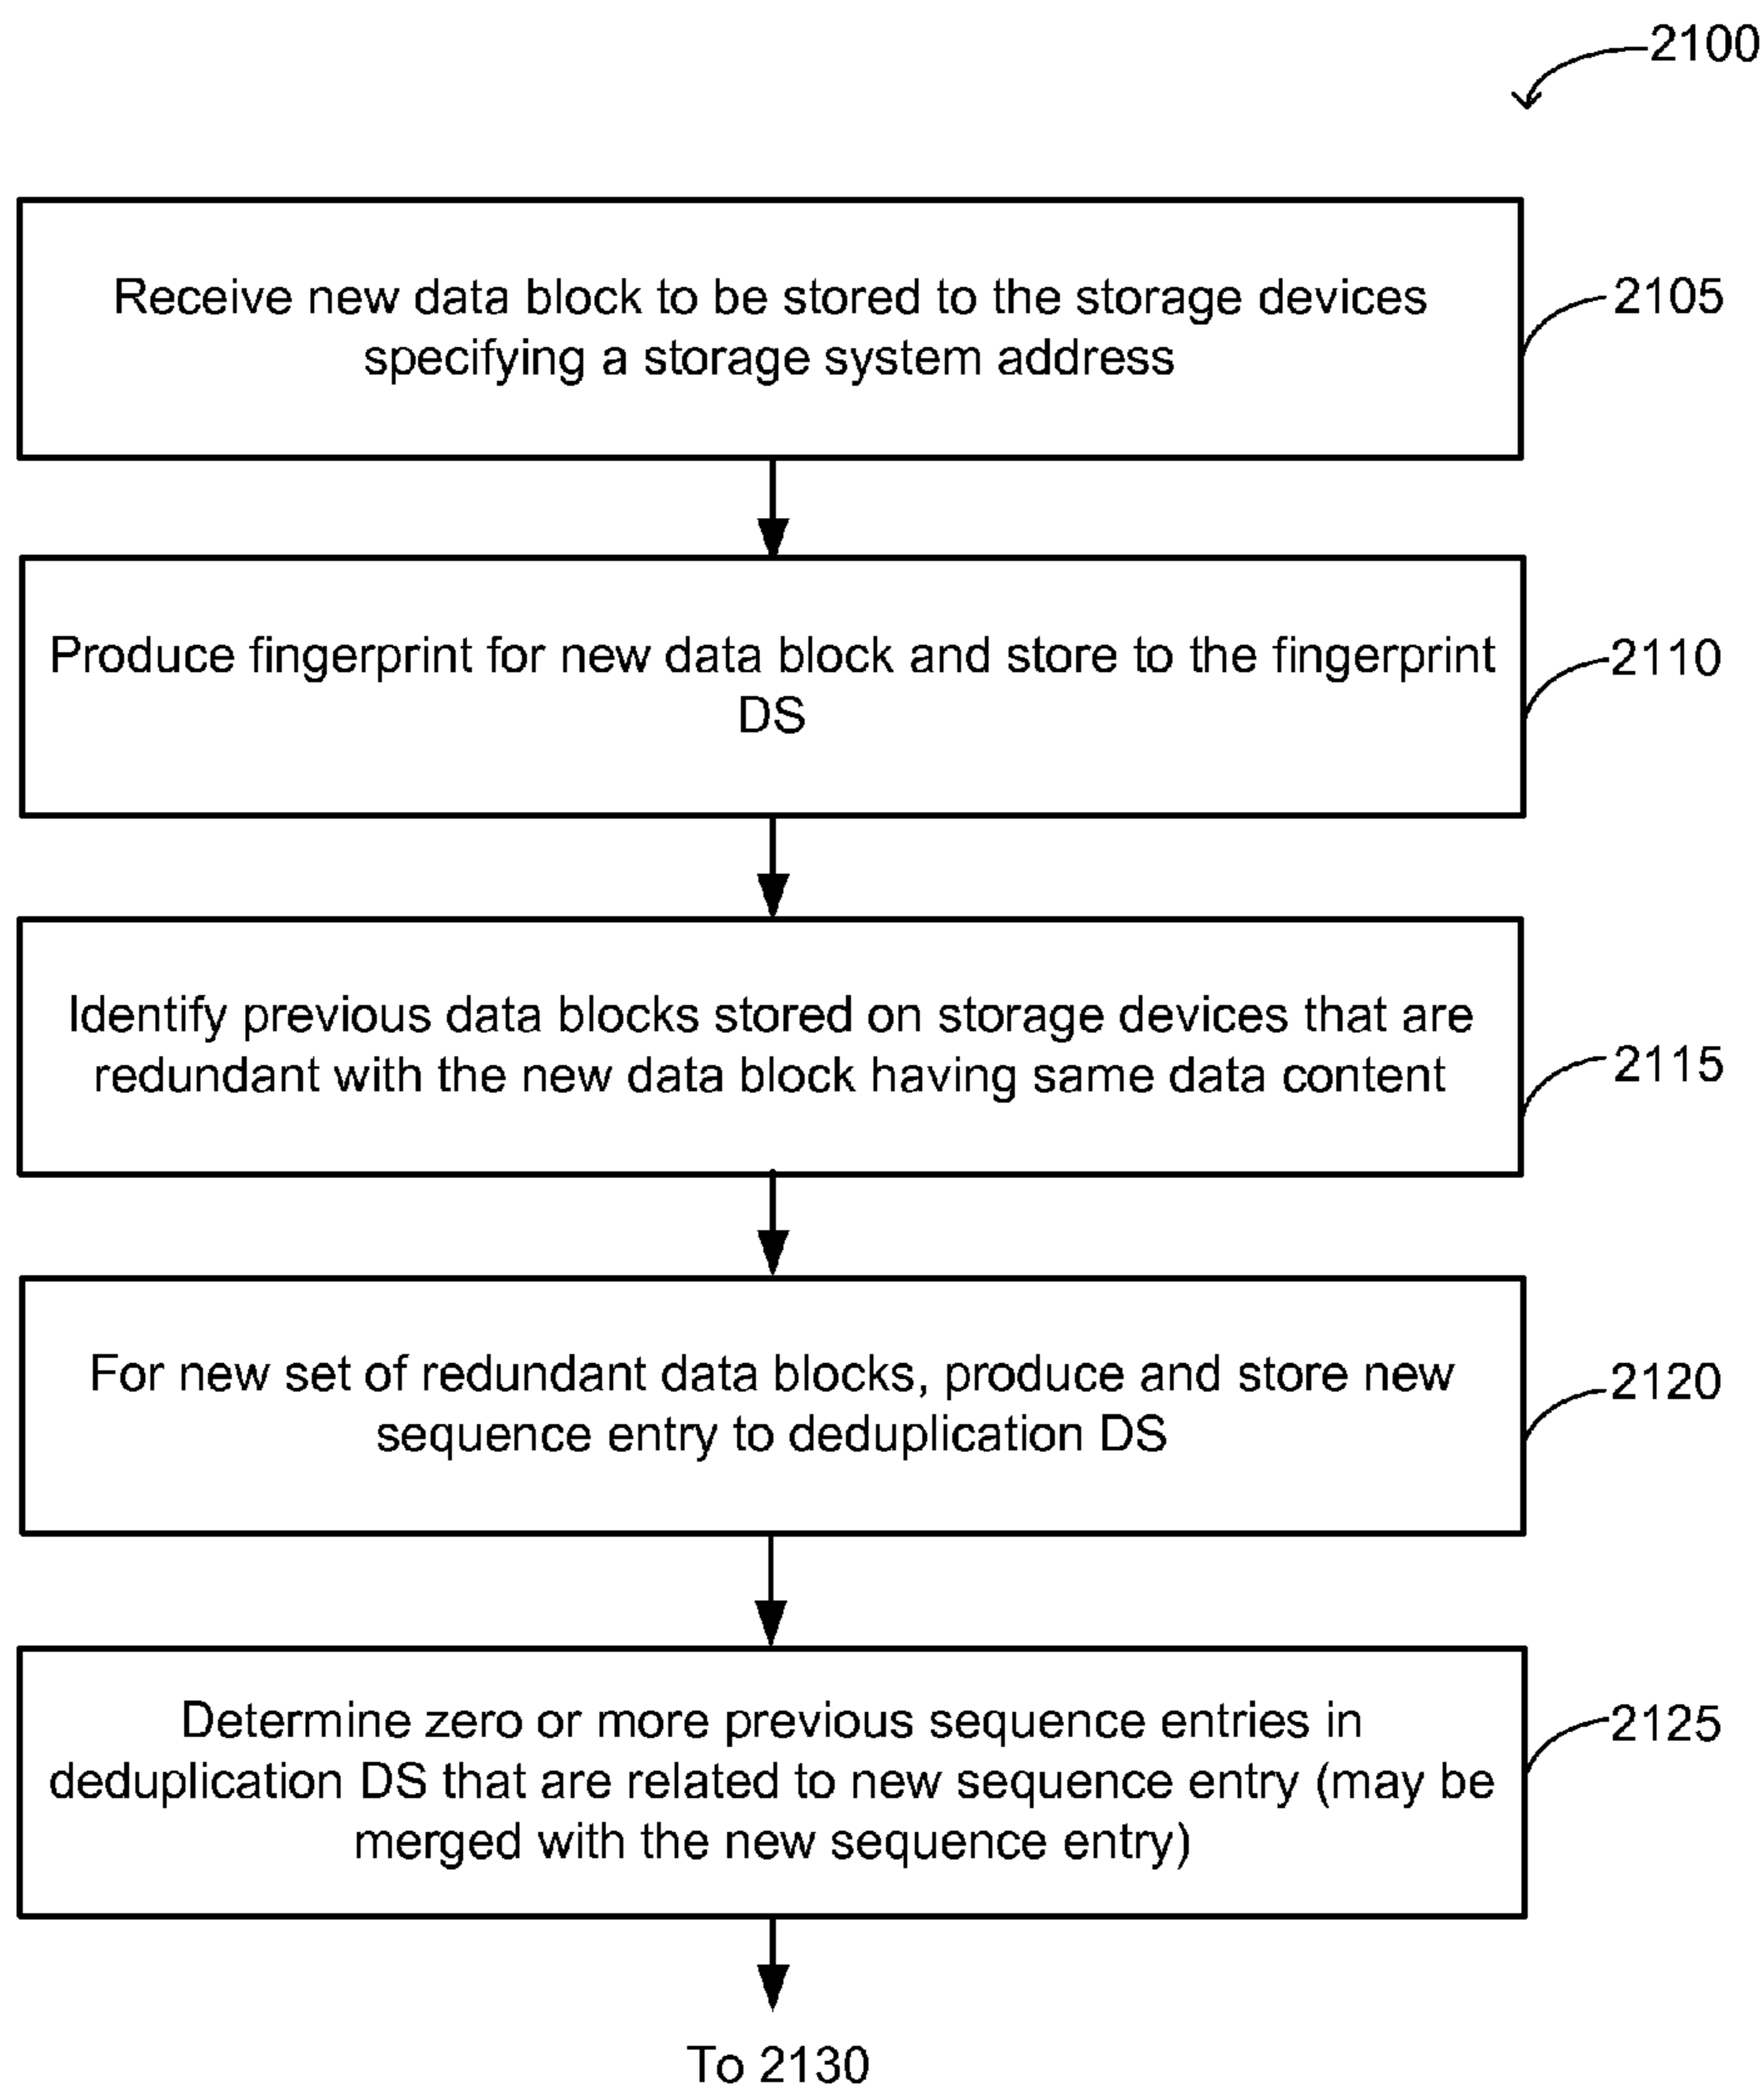 2100
Receive new data block to be stored to the storage devices
specifying a storage system address
2105
Produce fingerprint for new data block and store to the fingerprint
DS
2110
Identify previous data blocks stored on storage devices that are
redundant with the new data block having same data content
2115
For new set of redundant data blocks, produce and store new
sequence entry to deduplication DS
2120
Determine zero or more previous sequence entries in
deduplication DS that are related to new sequence entry (may be
merged with the new sequence entry)
2125
To 2130